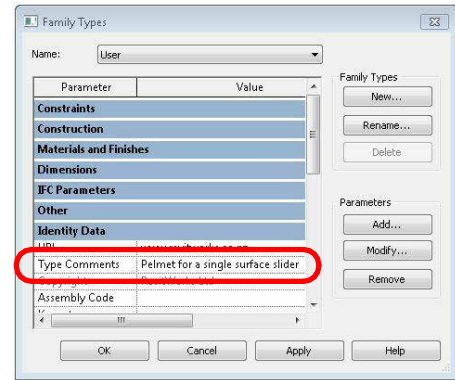 Family Types
Name: User
Parameter Value
Constraints
Construction
Materials and Finishes
Dimensions
IFC Parameters
Other
Identity Data
URL
Type Comments Pelmet for a single surface slider
Assembly Code
Family Types
New...
Rename...
Delete
Parameters
Add...
Modify...
Remove
OK Cancel Apply Help